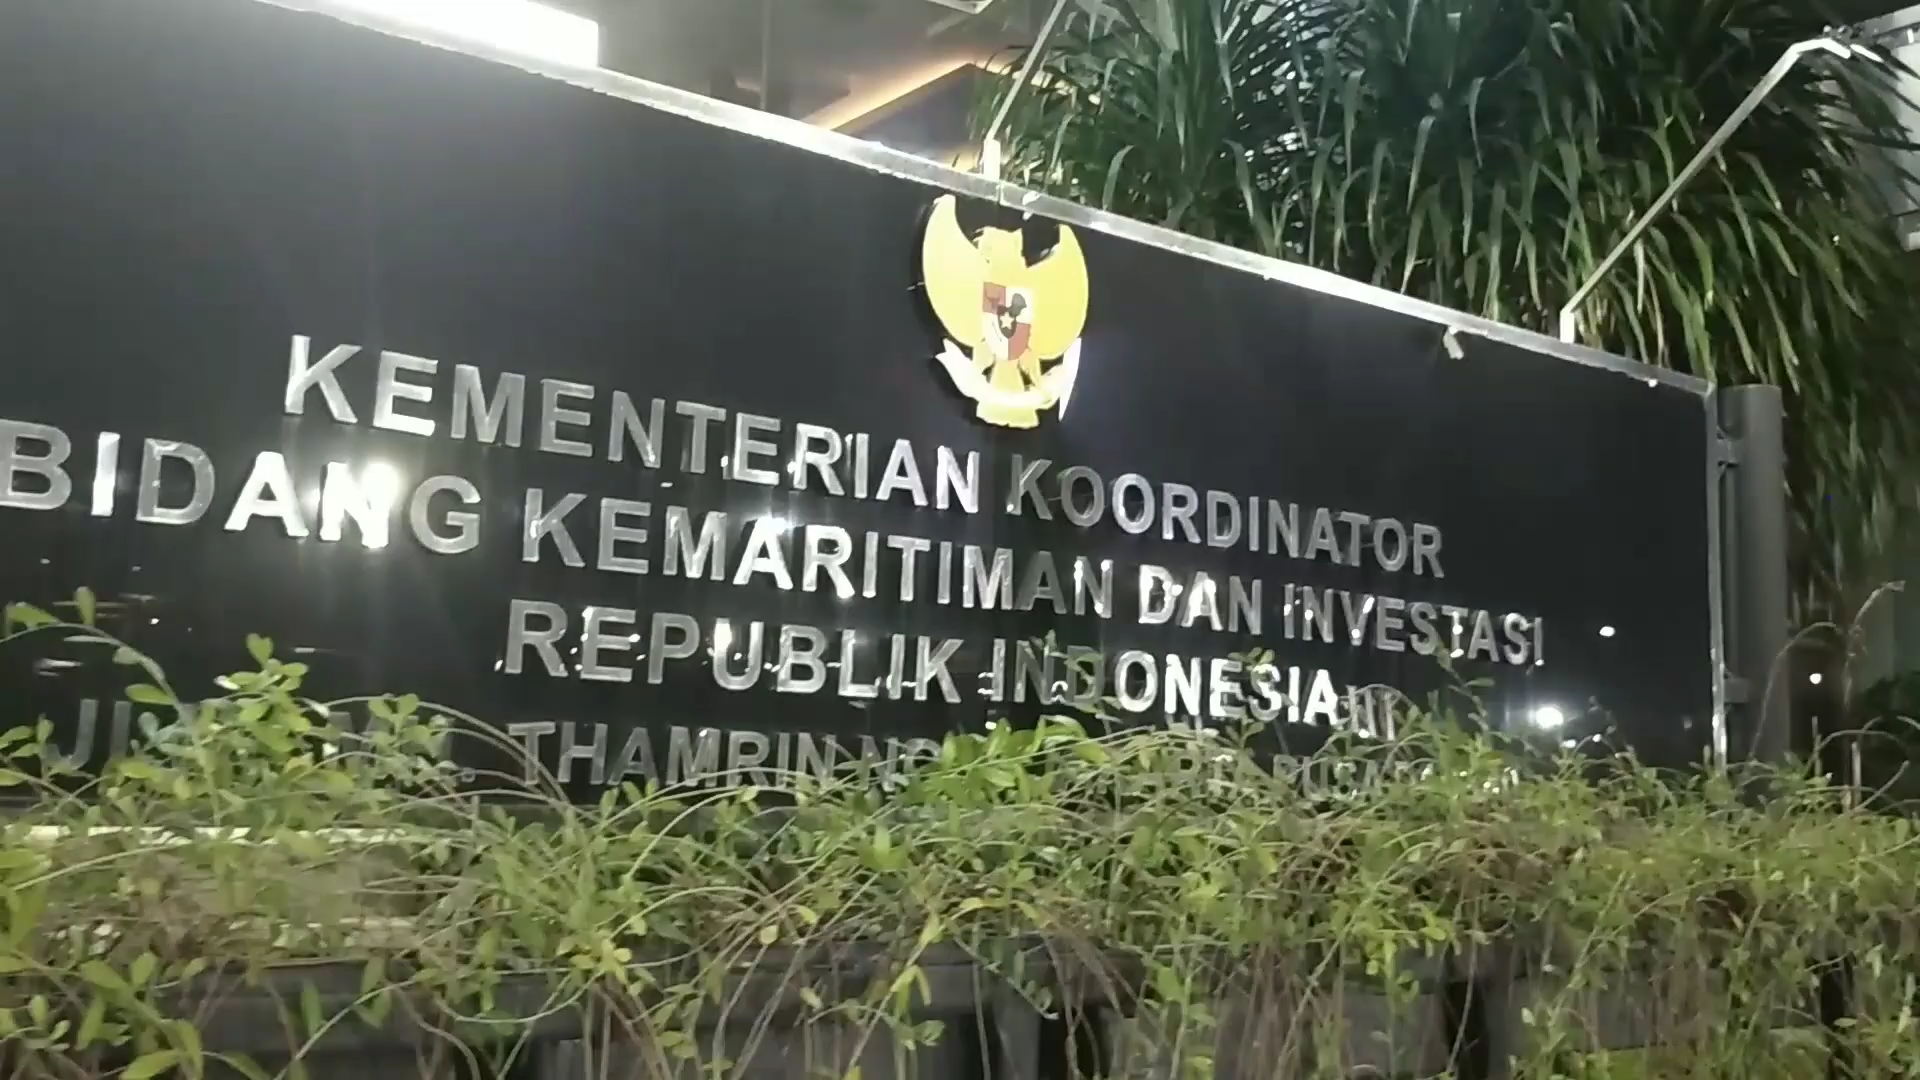 KEMENTERIAN KOORDINATOR
BIDANG KEMARITIMAN DAN INVESTASI
REPUBLIK INDONESIA
THAMRIN